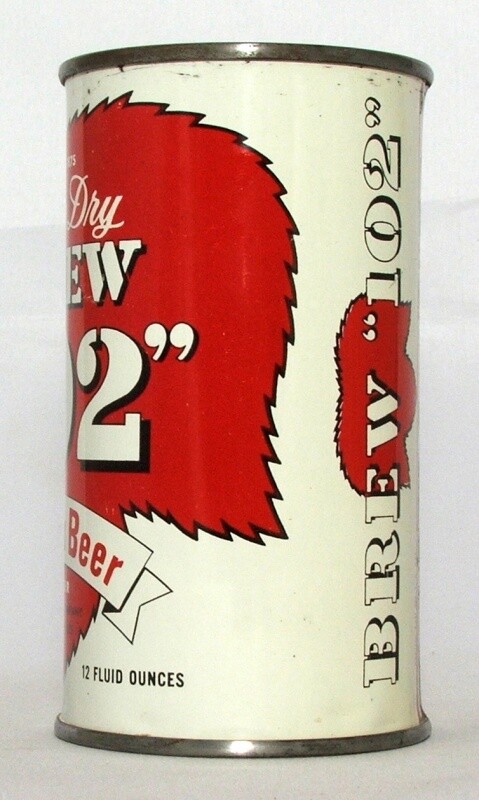 Dry
EW
02”
Beer
12 FLUID OUNCES
BREW “102”